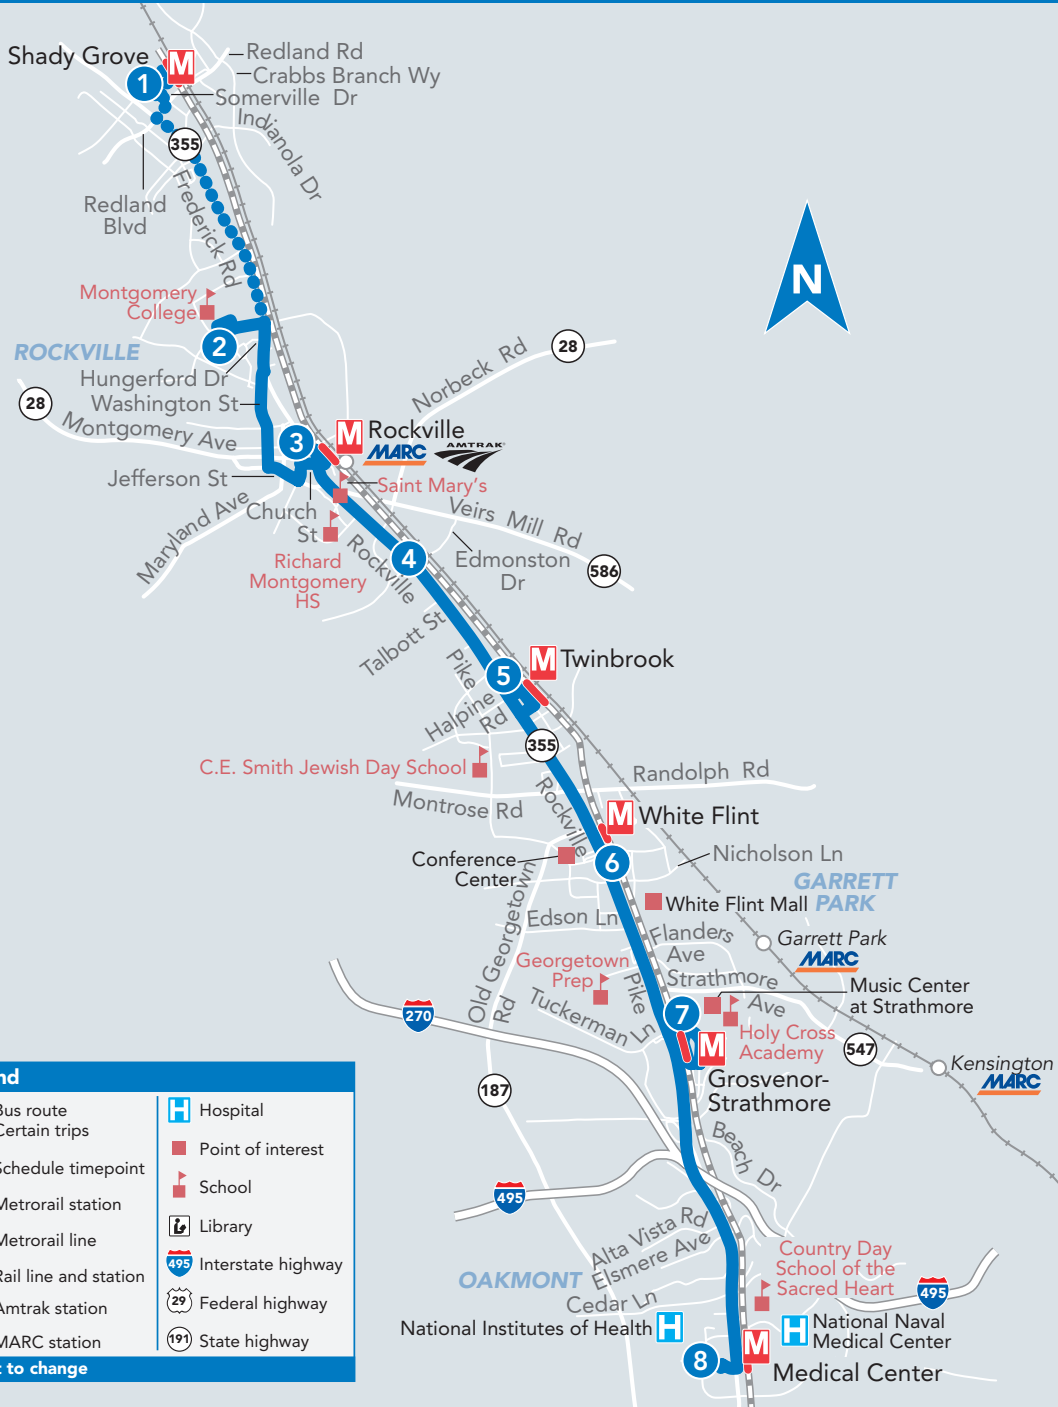 Shady Grove
M
Redland Rd
Crabbs Branch Wy
Somerville Dr
1
Indianola Dr
355
Redland
Blvd
Frederick Rd
N
Montgomery
College
2
ROCKVILLE
Hungerford Dr
Washington St
28
Montgomery Ave
Norbeck Rd
28
3
M
Rockville
MARC
AMTRAK
Jefferson St
Saint Mary's
Maryland Ave
Church
St
Veirs Mill Rd
Richard
Montgomery
HS
Rockville
4
Edmonston
Dr
586
Talbott St
Pike
5
M
Twinbrook
Halpine
Rd
355
C.E. Smith Jewish Day School
Randolph Rd
Montrose Rd
Rockville
M
White Flint
Conference
Center
6
Nicholson Ln
GARRETT
PARK
White Flint Mall
Edson Ln
Old Georgetown
Rd
Flanders
Ave
Garrett Park
MARC
Georgetown
Prep
Strathmore
Ave
Pike
Music Center
at Strathmore
Tuckerman Ln
270
7
Holy Cross
Academy
547
M
Grosvenor-
Strathmore
Kensington
MARC
187
Beach Dr
495
Alta Vista Rd
Elsmere Ave
OAKMONT
Cedar Ln
Country Day
School of the
Sacred Heart
495
National Institutes of Health
H
H
National Naval
Medical Center
8
M
Medical Center
nd
Bus route
Certain trips
Schedule timepoint
Metrorail station
Metrorail line
Rail line and station
Amtrak station
MARC station
H Hospital
Point of interest
School
Library
495 Interstate highway
29 Federal highway
191 State highway
t to change